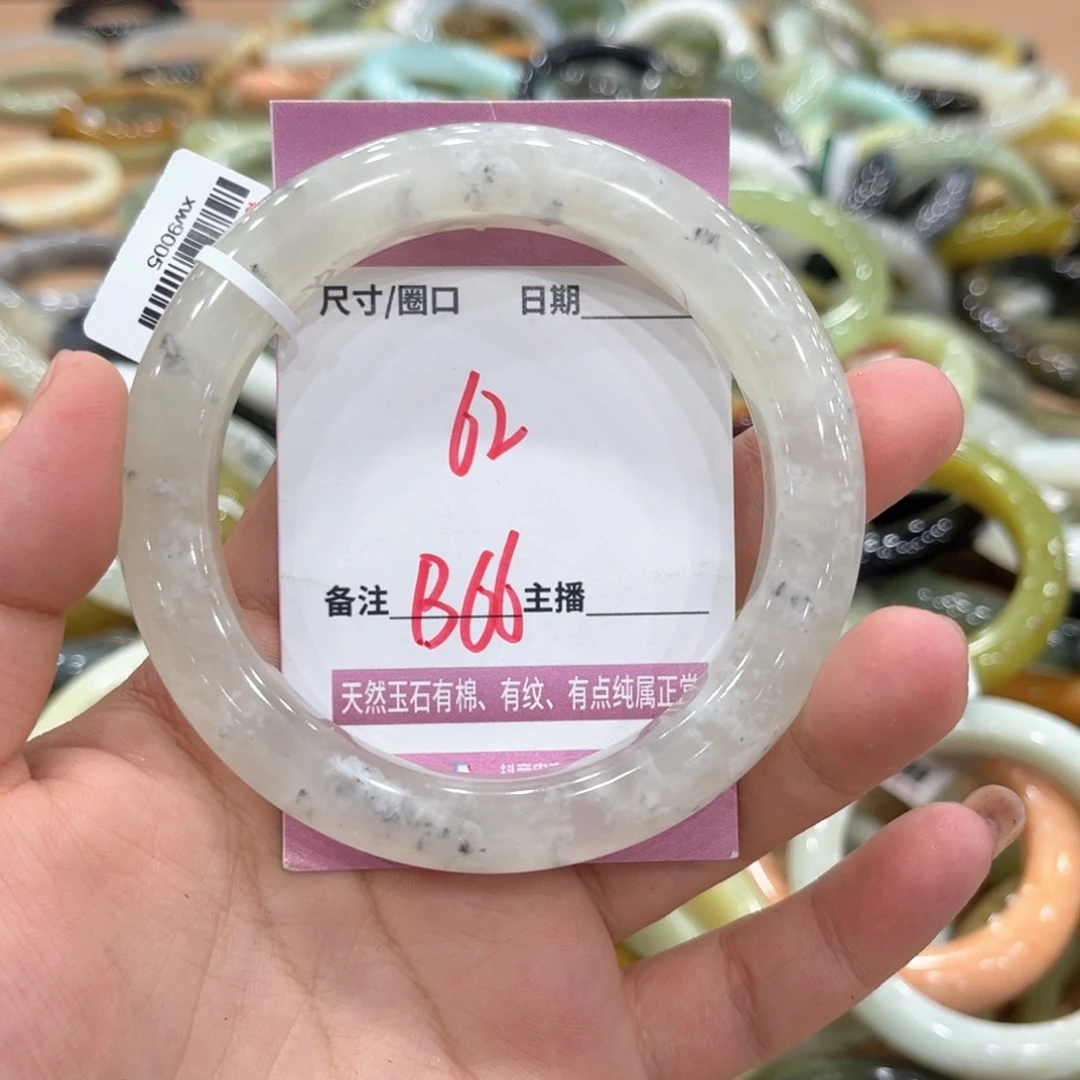 xw9005
尺寸/圈口 日期
62
备注 B66 主播
天然玉石有棉、有纹、有点纯属正常